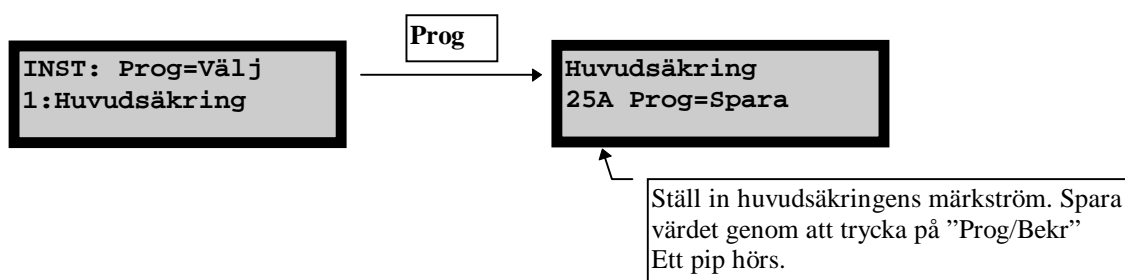 Prog
INST: Prog=Välj
1:Huvudsäkring
Huvudsäkring
25A Prog=Spara
Ställ in huvudsäkringens märkström. Spara
värdet genom att trycka på ”Prog/Bekr”
Ett pip hörs.